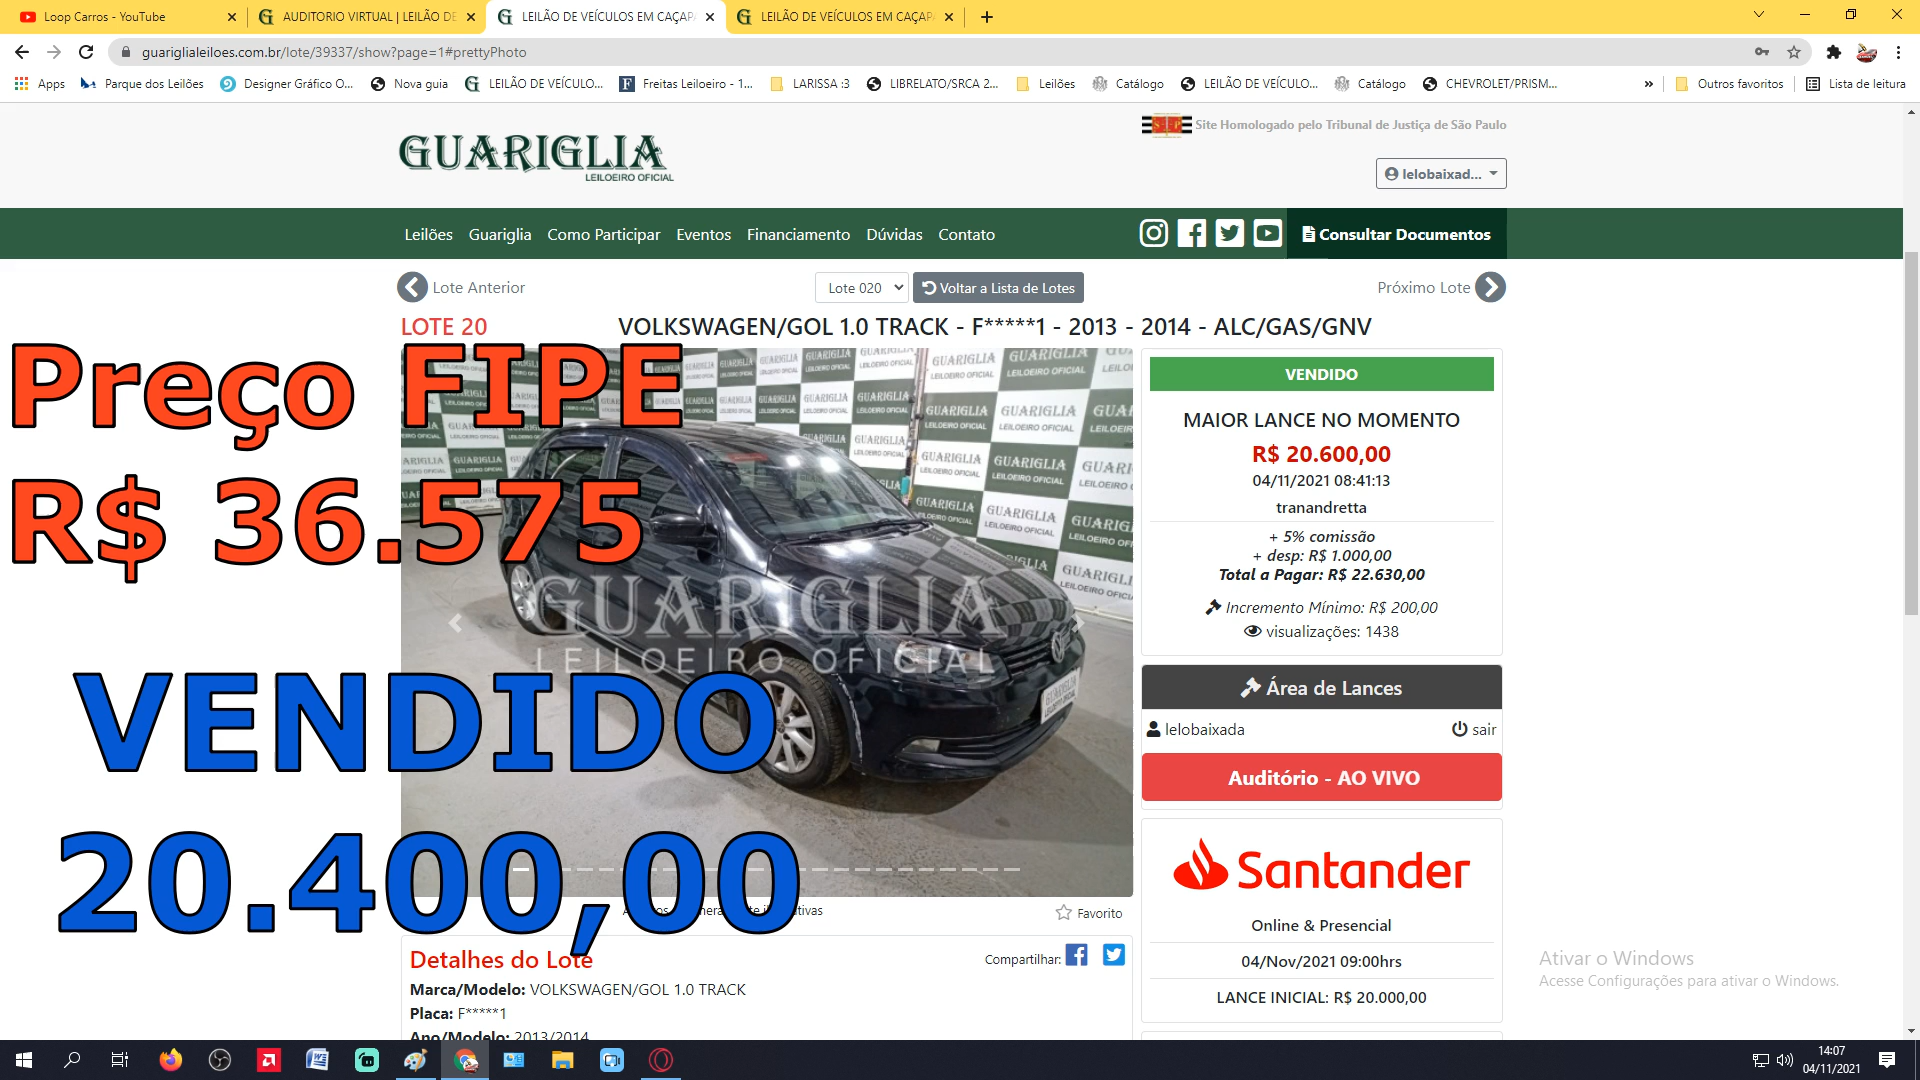 Loop Carros - YouTube
AUDITORIO VIRTUAL | LEILÃO DE
LEILÃO DE VEÍCULOS EM CAÇAPA
LEILÃO DE VEÍCULOS EM CAÇAPA
guariglialeiloes.com.br/lote/39337/show?page=1#prettyPhoto
Apps
Parque dos Leilões
Designer Gráfico O...
Nova guia
LEILÃO DE VEÍCULO...
Freitas Leiloeiro - 1...
LARISSA :3
LIBRELATO/SRCA 2...
Leilões
Catálogo
LEILÃO DE VEÍCULO...
Catálogo
CHEVROLET/PRISM...
»
Outros favoritos
Lista de leitura
GUARIGLIA
LEILOEIRO OFICIAL
Site Homologado pelo Tribunal de Justiça de São Paulo
lelobaixad...
Leilões
Guariglia
Como Participar
Eventos
Financiamento
Dúvidas
Contato
Consultar Documentos
Lote Anterior
Lote 020
Voltar a Lista de Lotes
Próximo Lote
LOTE 20
VOLKSWAGEN/GOL 1.0 TRACK - F*****1 - 2013 - 2014 - ALC/GAS/GNV
Preço FIPE
R$ 36.575
VENDIDO
20.400,00
GUARIGLIA
LEILOEIRO OFICIAL
VENDIDO
MAIOR LANCE NO MOMENTO
R$ 20.600,00
04/11/2021 08:41:13
tranandretta
+ 5% comissão
+ desp: R$ 1.000,00
Total a Pagar: R$ 22.630,00
Incremento Mínimo: R$ 200,00
visualizações: 1438
Área de Lances
lelobaixada
sair
Auditório - AO VIVO
Santander
Online & Presencial
04/Nov/2021 09:00hrs
LANCE INICIAL: R$ 20.000,00
Favorito
Detalhes do Lote
Compartilhar:
Marca/Modelo: VOLKSWAGEN/GOL 1.0 TRACK
Placa: F*****1
Ano/Modelo: 2013/2014
Ativar o Windows
Acesse Configurações para ativar o Windows.
14:07
04/11/2021